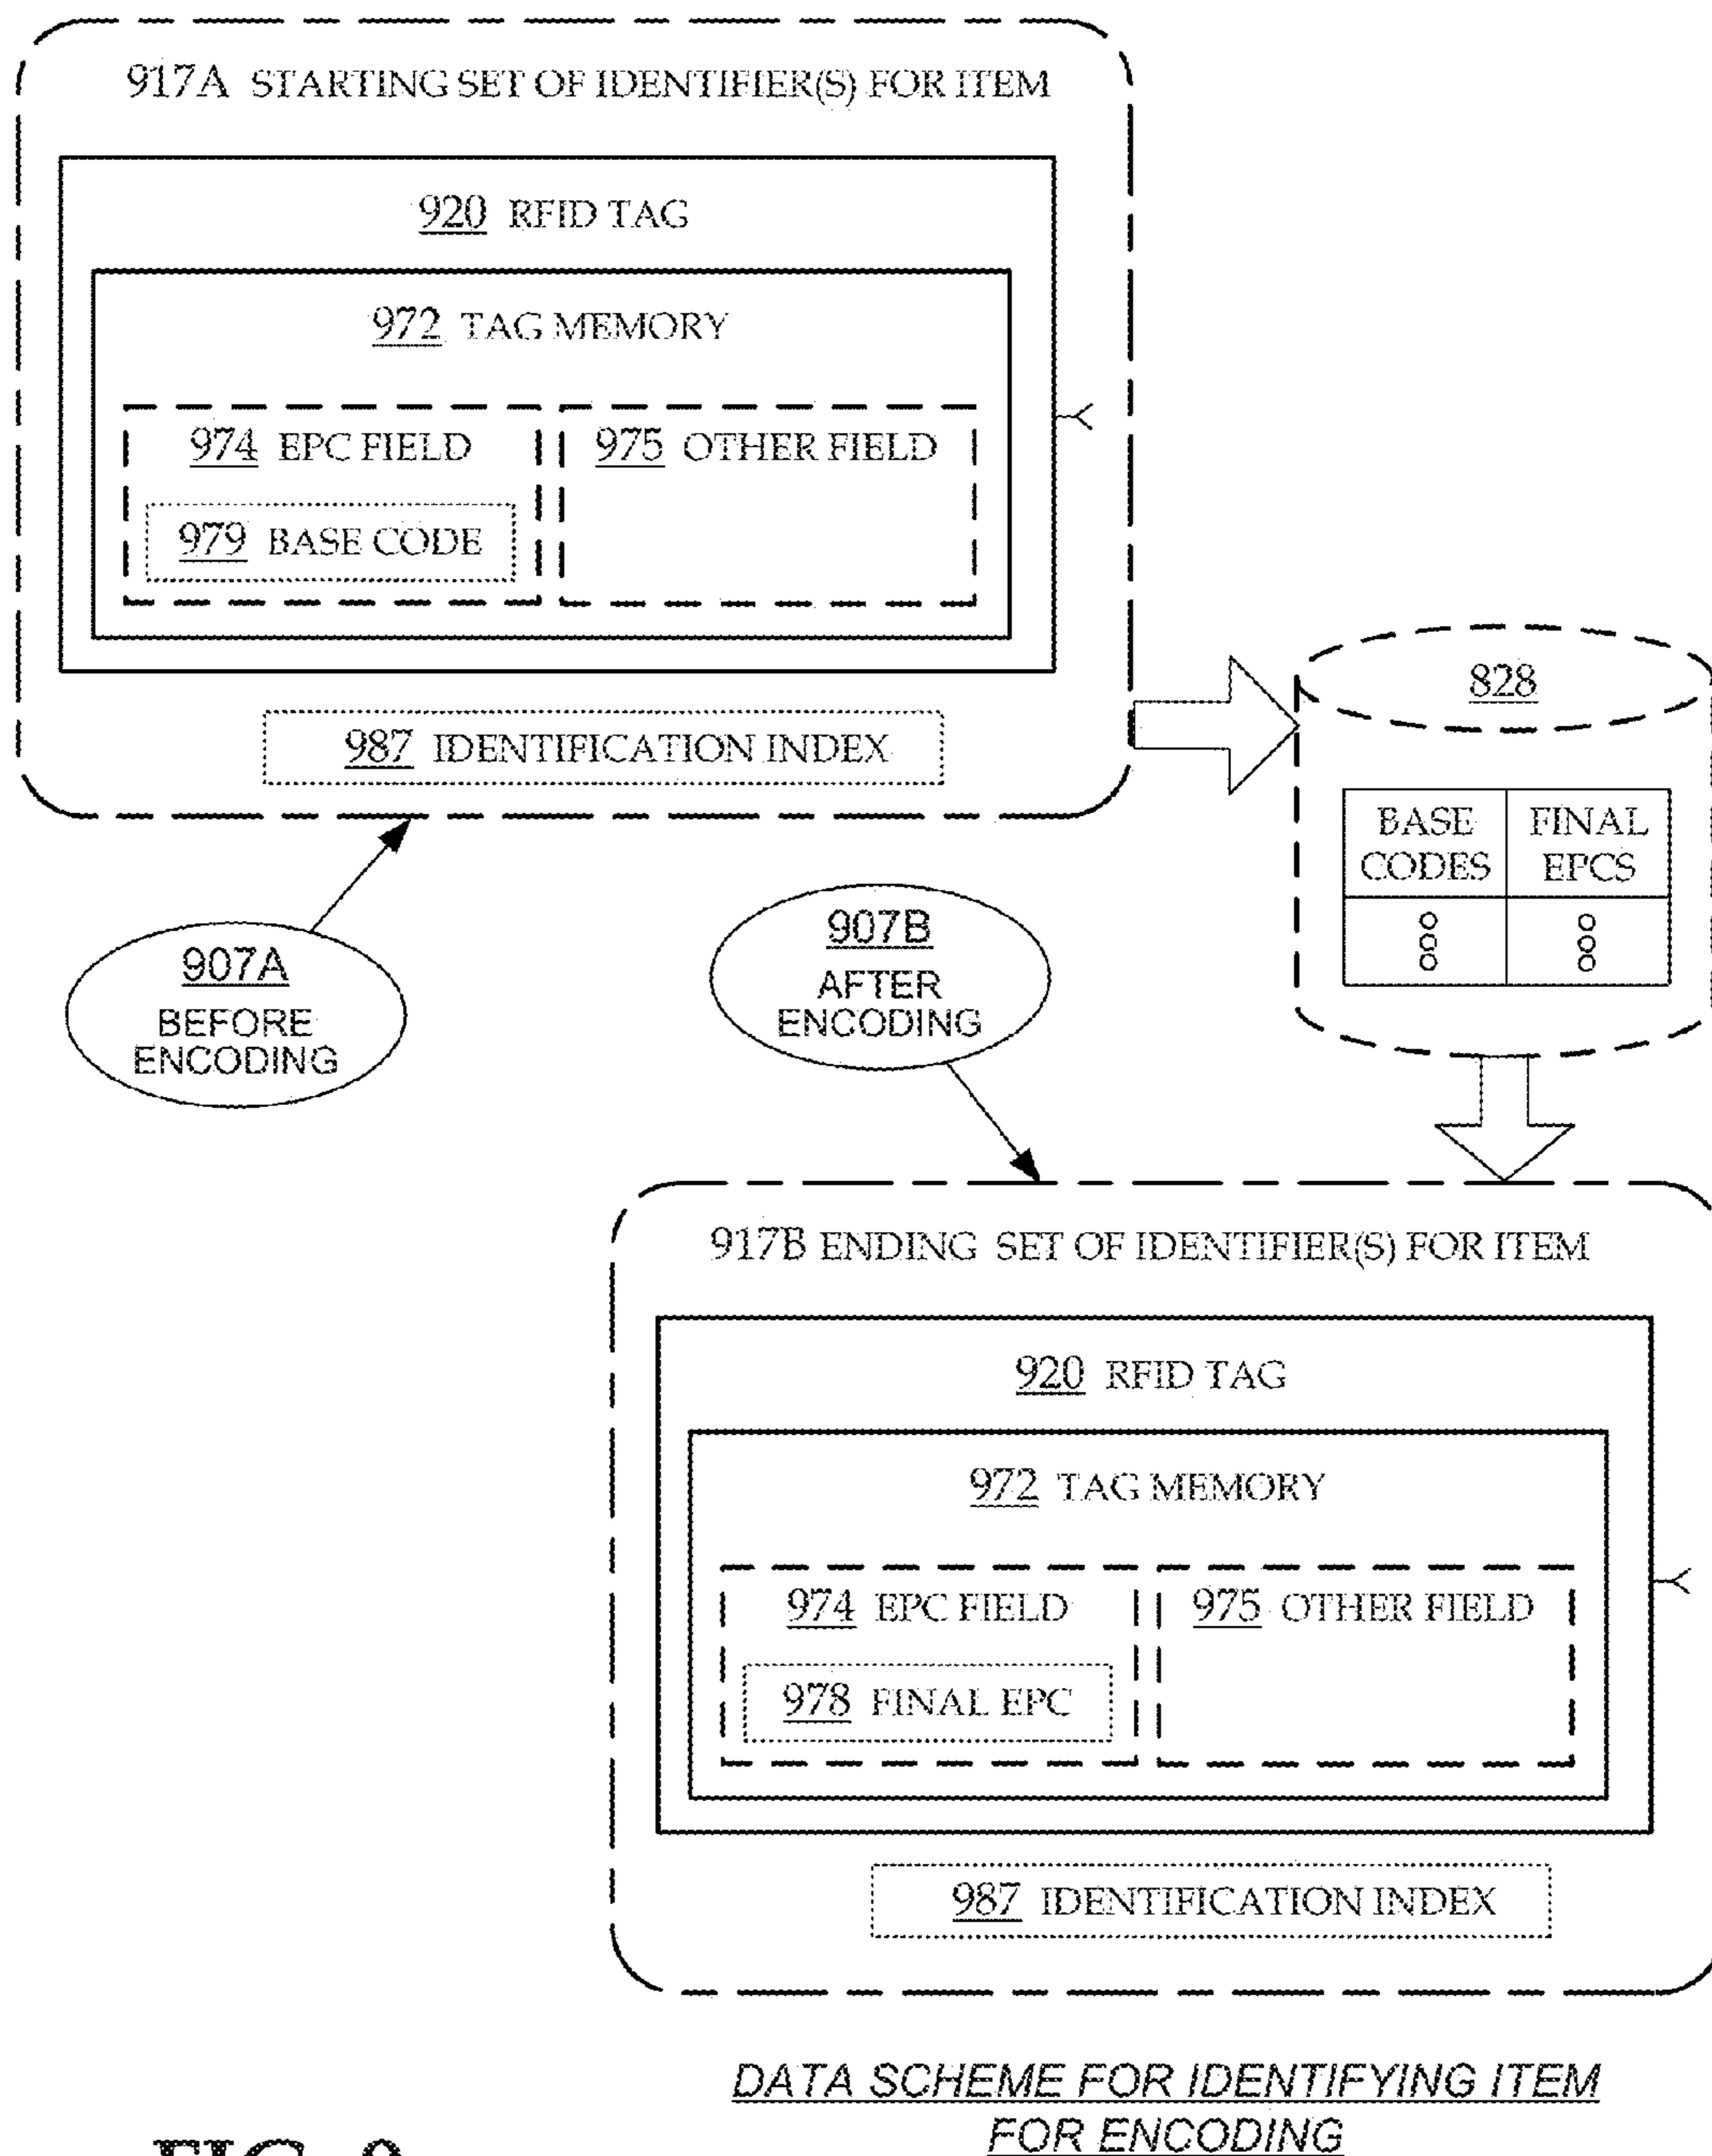 917A STARTING SET OF IDENTIFIER(S) FOR ITEM
920 RFID TAG
972 TAG MEMORY
974 EPC FIELD
975 OTHER FIELD
979 BASE CODE
987 IDENTIFICATION INDEX
828
BASE
CODES
FINAL
EPCS
907A
BEFORE
ENCODING
907B
AFTER
ENCODING
917B ENDING SET OF IDENTIFIER(S) FOR ITEM
920 RFID TAG
972 TAG MEMORY
974 EPC FIELD
975 OTHER FIELD
978 FINAL EPC
987 IDENTIFICATION INDEX
DATA SCHEME FOR IDENTIFYING ITEM
FOR ENCODING
FIG. 9